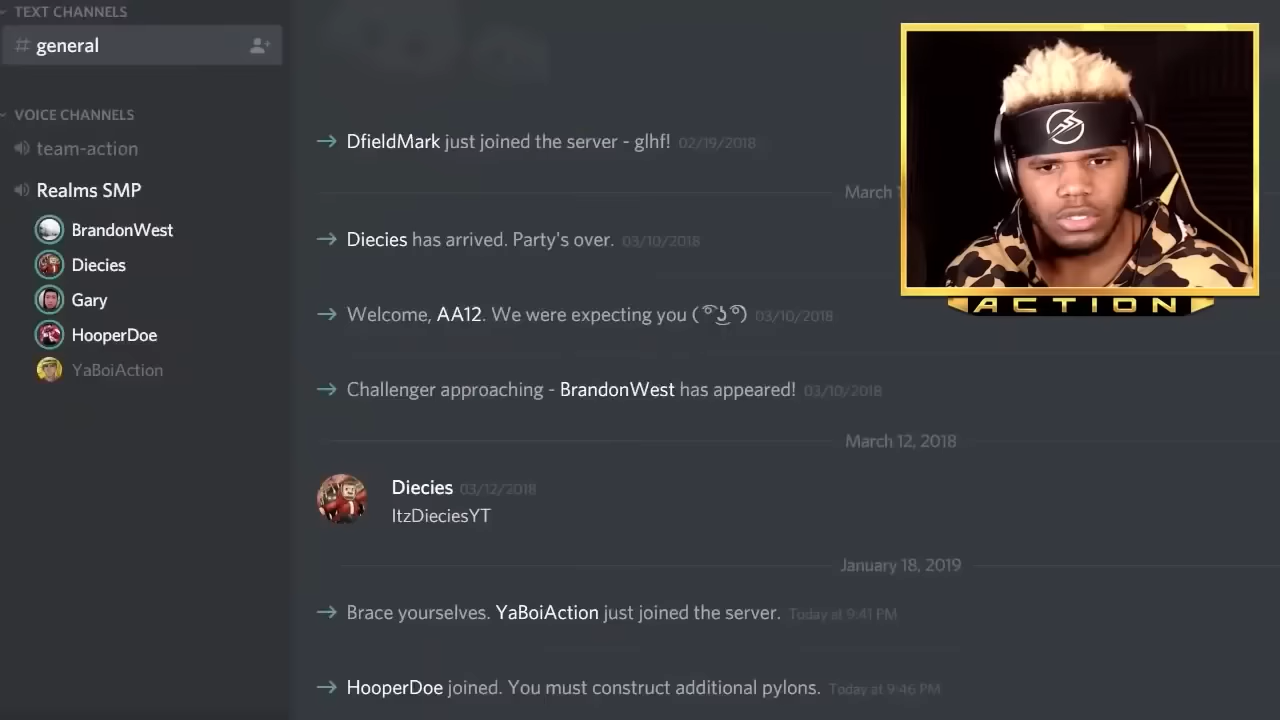 TEXT CHANNELS
# general
VOICE CHANNELS
team-action
Realms SMP
BrandonWest
Diecies
Gary
HooperDoe
YaBoiAction
DfieldMark just joined the server - glhf! 02/19/2018
March 1
Diecies has arrived. Party's over. 03/10/2018
Welcome, AA12. We were expecting you ( ͡° ͜ʖ ͡°) 03/10/2018
Challenger approaching - BrandonWest has appeared! 03/10/2018
March 12, 2018
Diecies 03/12/2018
ItzDieciesYT
January 18, 2019
Brace yourselves. YaBoiAction just joined the server. Today at 9:41 PM
HooperDoe joined. You must construct additional pylons. Today at 9:46 PM
ACTION